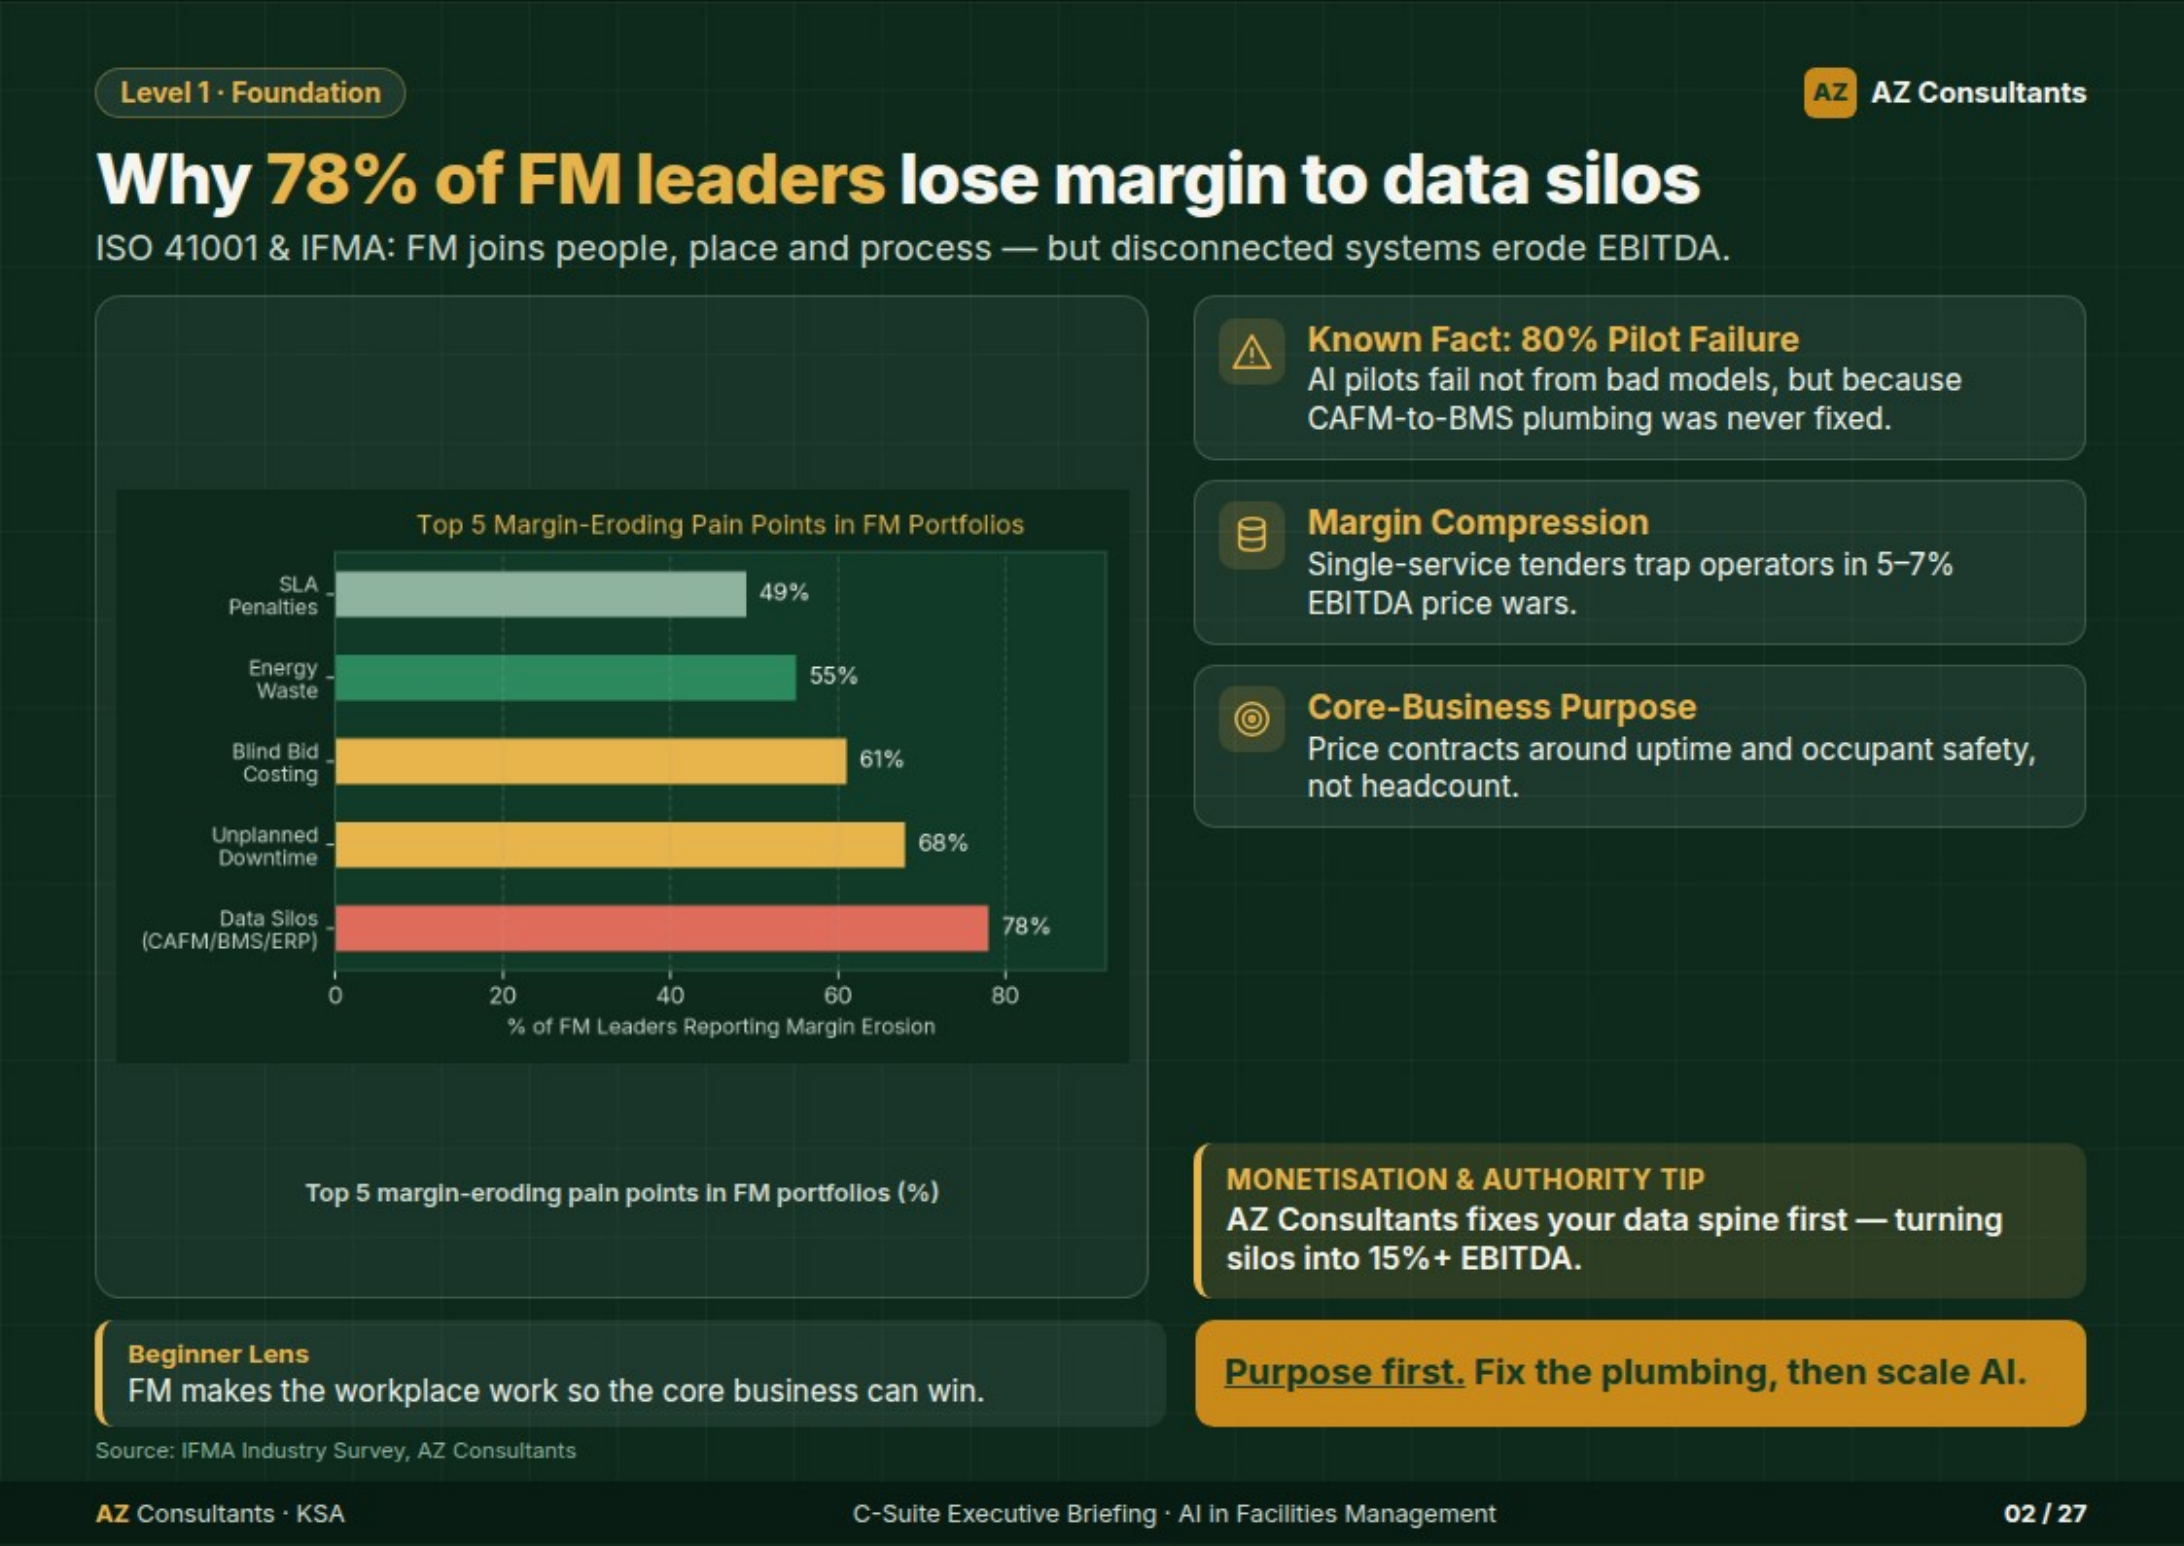 Level 1 · Foundation
AZ AZ Consultants
Why 78% of FM leaders lose margin to data silos
ISO 41001 & IFMA: FM joins people, place and process — but disconnected systems erode EBITDA.
Top 5 Margin-Eroding Pain Points in FM Portfolios
SLA
Penalties
49%
Energy
Waste
55%
Blind Bid
Costing
61%
Unplanned
Downtime
68%
Data Silos
(CAFM/BMS/ERP)
78%
0 20 40 60 80
% of FM Leaders Reporting Margin Erosion
Top 5 margin-eroding pain points in FM portfolios (%)
Known Fact: 80% Pilot Failure
AI pilots fail not from bad models, but because
CAFM-to-BMS plumbing was never fixed.
Margin Compression
Single-service tenders trap operators in 5–7%
EBITDA price wars.
Core-Business Purpose
Price contracts around uptime and occupant safety,
not headcount.
MONETISATION & AUTHORITY TIP
AZ Consultants fixes your data spine first — turning
silos into 15%+ EBITDA.
Beginner Lens
FM makes the workplace work so the core business can win.
Purpose first. Fix the plumbing, then scale AI.
Source: IFMA Industry Survey, AZ Consultants
AZ Consultants · KSA
C-Suite Executive Briefing · AI in Facilities Management
02 / 27